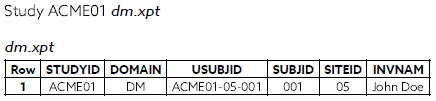 Study ACME01 dm.xpt
dm.xpt
Row STUDYID DOMAIN USUBJID SUBJID SITEID INVNAM
1 ACME01 DM ACME01-05-001 001 05 John Doe